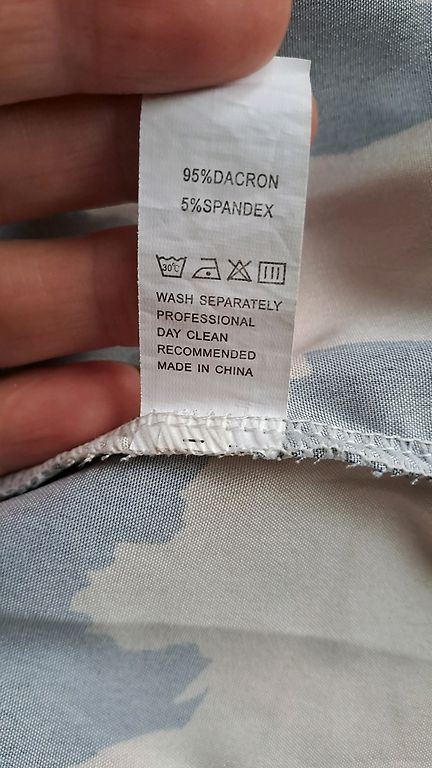 95%DACRON
5%SPANDEX
30°C
WASH SEPARATELY
PROFESSIONAL
DAY CLEAN
RECOMMENDED
MADE IN CHINA